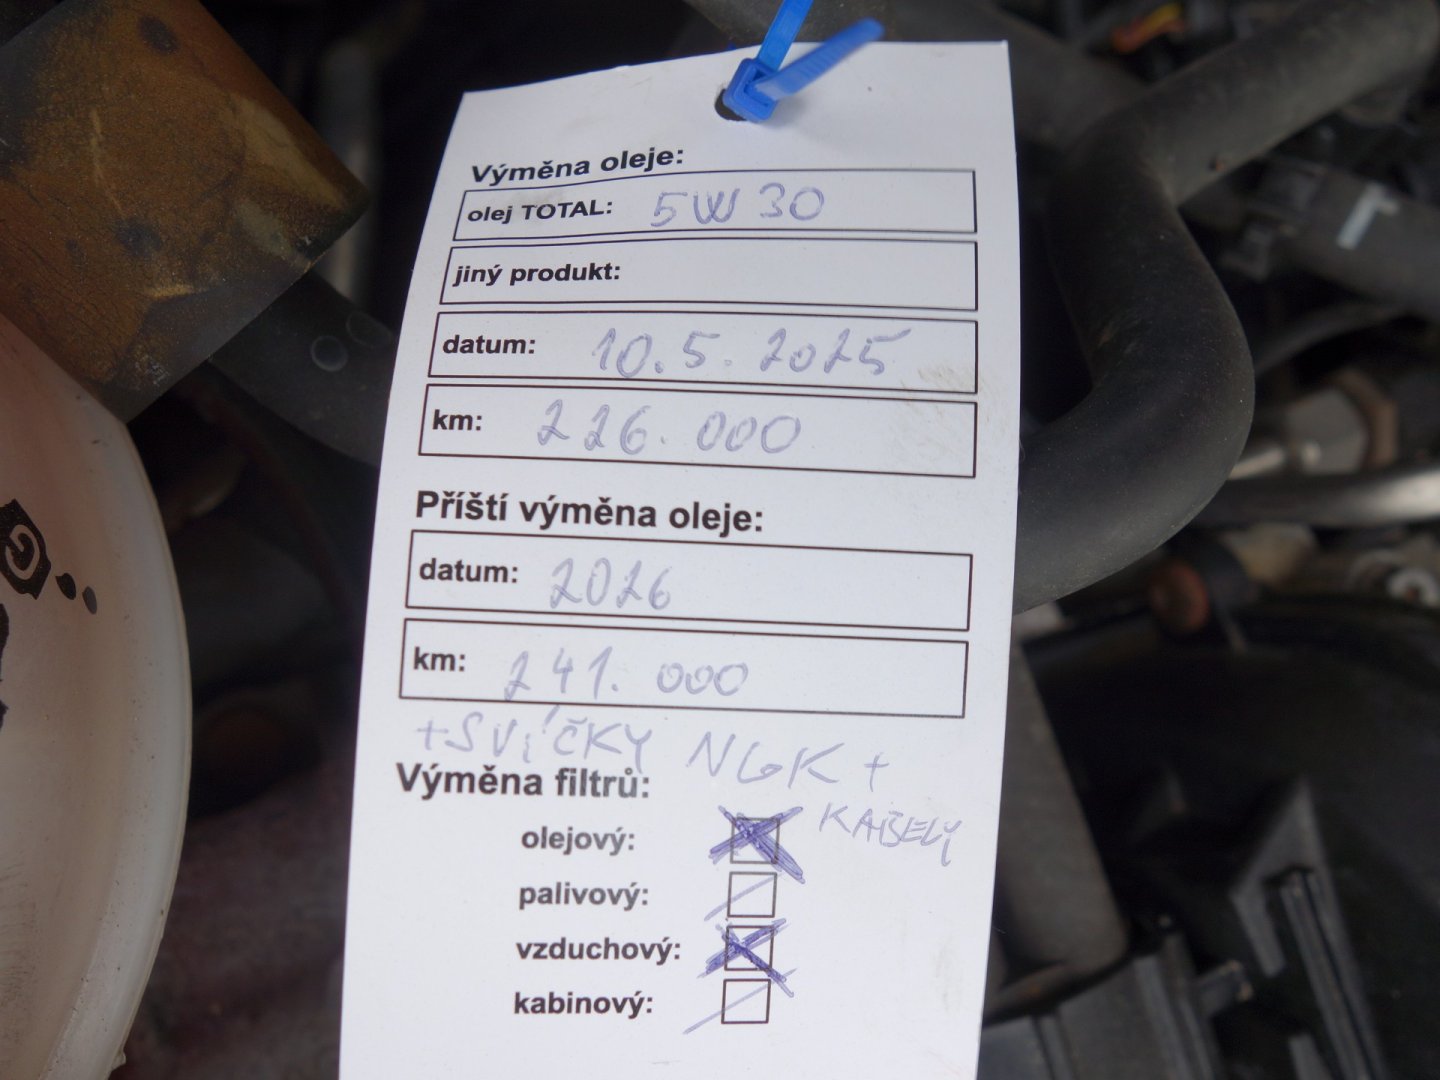 Výměna oleje:
olej TOTAL: 5W30
jiný produkt:
datum: 10.5.2025
km: 226.000
Příští výměna oleje:
datum: 2026
km: 241.000
+SVÍČKY NGK +
KABELY
Výměna filtrů:
olejový:
palivový:
vzduchový:
kabinový: